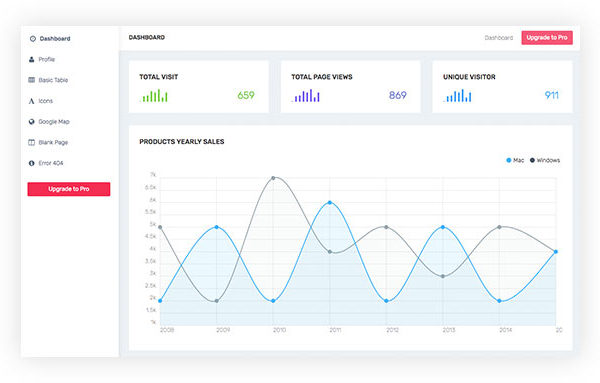 Dashboard
Profile
Basic Table
Icons
Google Map
Blank Page
Error 404
Upgrade to Pro
DASHBOARD
Dashboard
Upgrade to Pro
TOTAL VISIT
659
TOTAL PAGE VIEWS
869
UNIQUE VISITOR
911
PRODUCTS YEARLY SALES
Mac Windows
7k
6.5k
6k
5.5k
5k
4.5k
4k
3.5k
3k
2.5k
2k
1.5k
1k
2008 2009 2010 2011 2012 2013 2014 20